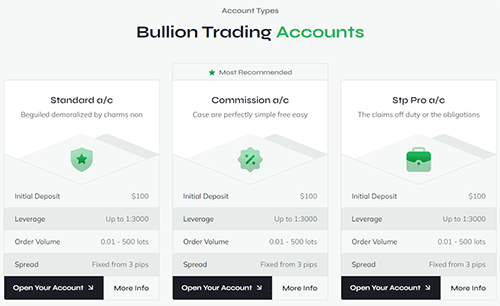 Account Types
Bullion Trading Accounts
Most Recommended
Standard a/c
Beguiled demoralized by charms non
Initial Deposit $100
Leverage Up to 1:3000
Order Volume 0.01 - 500 lots
Spread Fixed from 3 pips
Open Your Account More Info
Commission a/c
Case are perfectly simple free easy
Initial Deposit $100
Leverage Up to 1:3000
Order Volume 0.01 - 500 lots
Spread Fixed from 3 pips
Open Your Account More Info
Stp Pro a/c
The claims off duty or the obligations
Initial Deposit $100
Leverage Up to 1:3000
Order Volume 0.01 - 500 lots
Spread Fixed from 3 pips
Open Your Account More Info